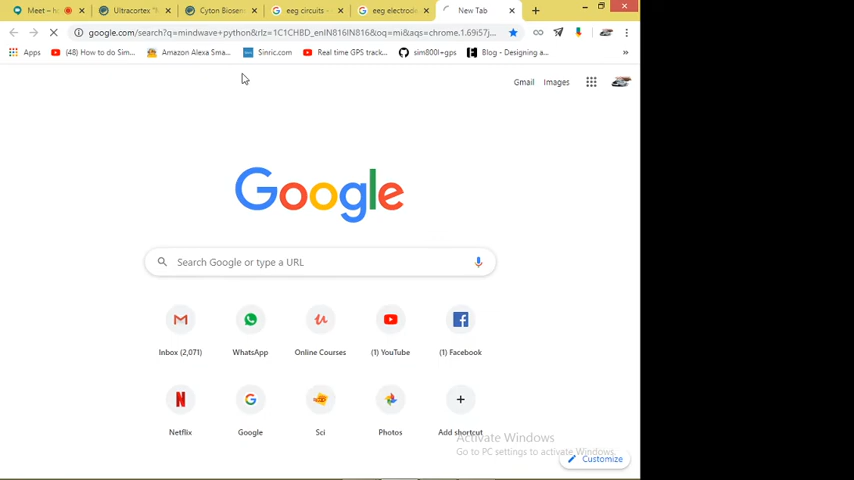 Meet – h
Ultracortex "I
Cyton Biosen
eeg circuits -
eeg electrode
New Tab
google.com/search?q=mindwave+python&rlz=1C1CHBD_enIN816IN816&oq=mi&aqs=chrome.1.69i57j...
Apps
(48) How to do Sim...
Amazon Alexa Sma...
Sinric.com
Real time GPS track...
sim800l+gps
Blog - Designing a...
»
Gmail Images
Google
Search Google or type a URL
Inbox (2,071) WhatsApp Online Courses (1) YouTube (1) Facebook
Netflix Google Sci Photos Add shortcut
Activate Windows
Go to PC settings to activate Windows.
Customize